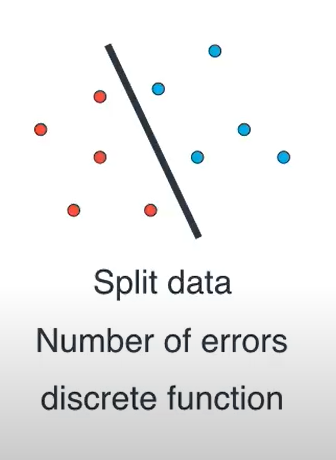 Split data
Number of errors
discrete function